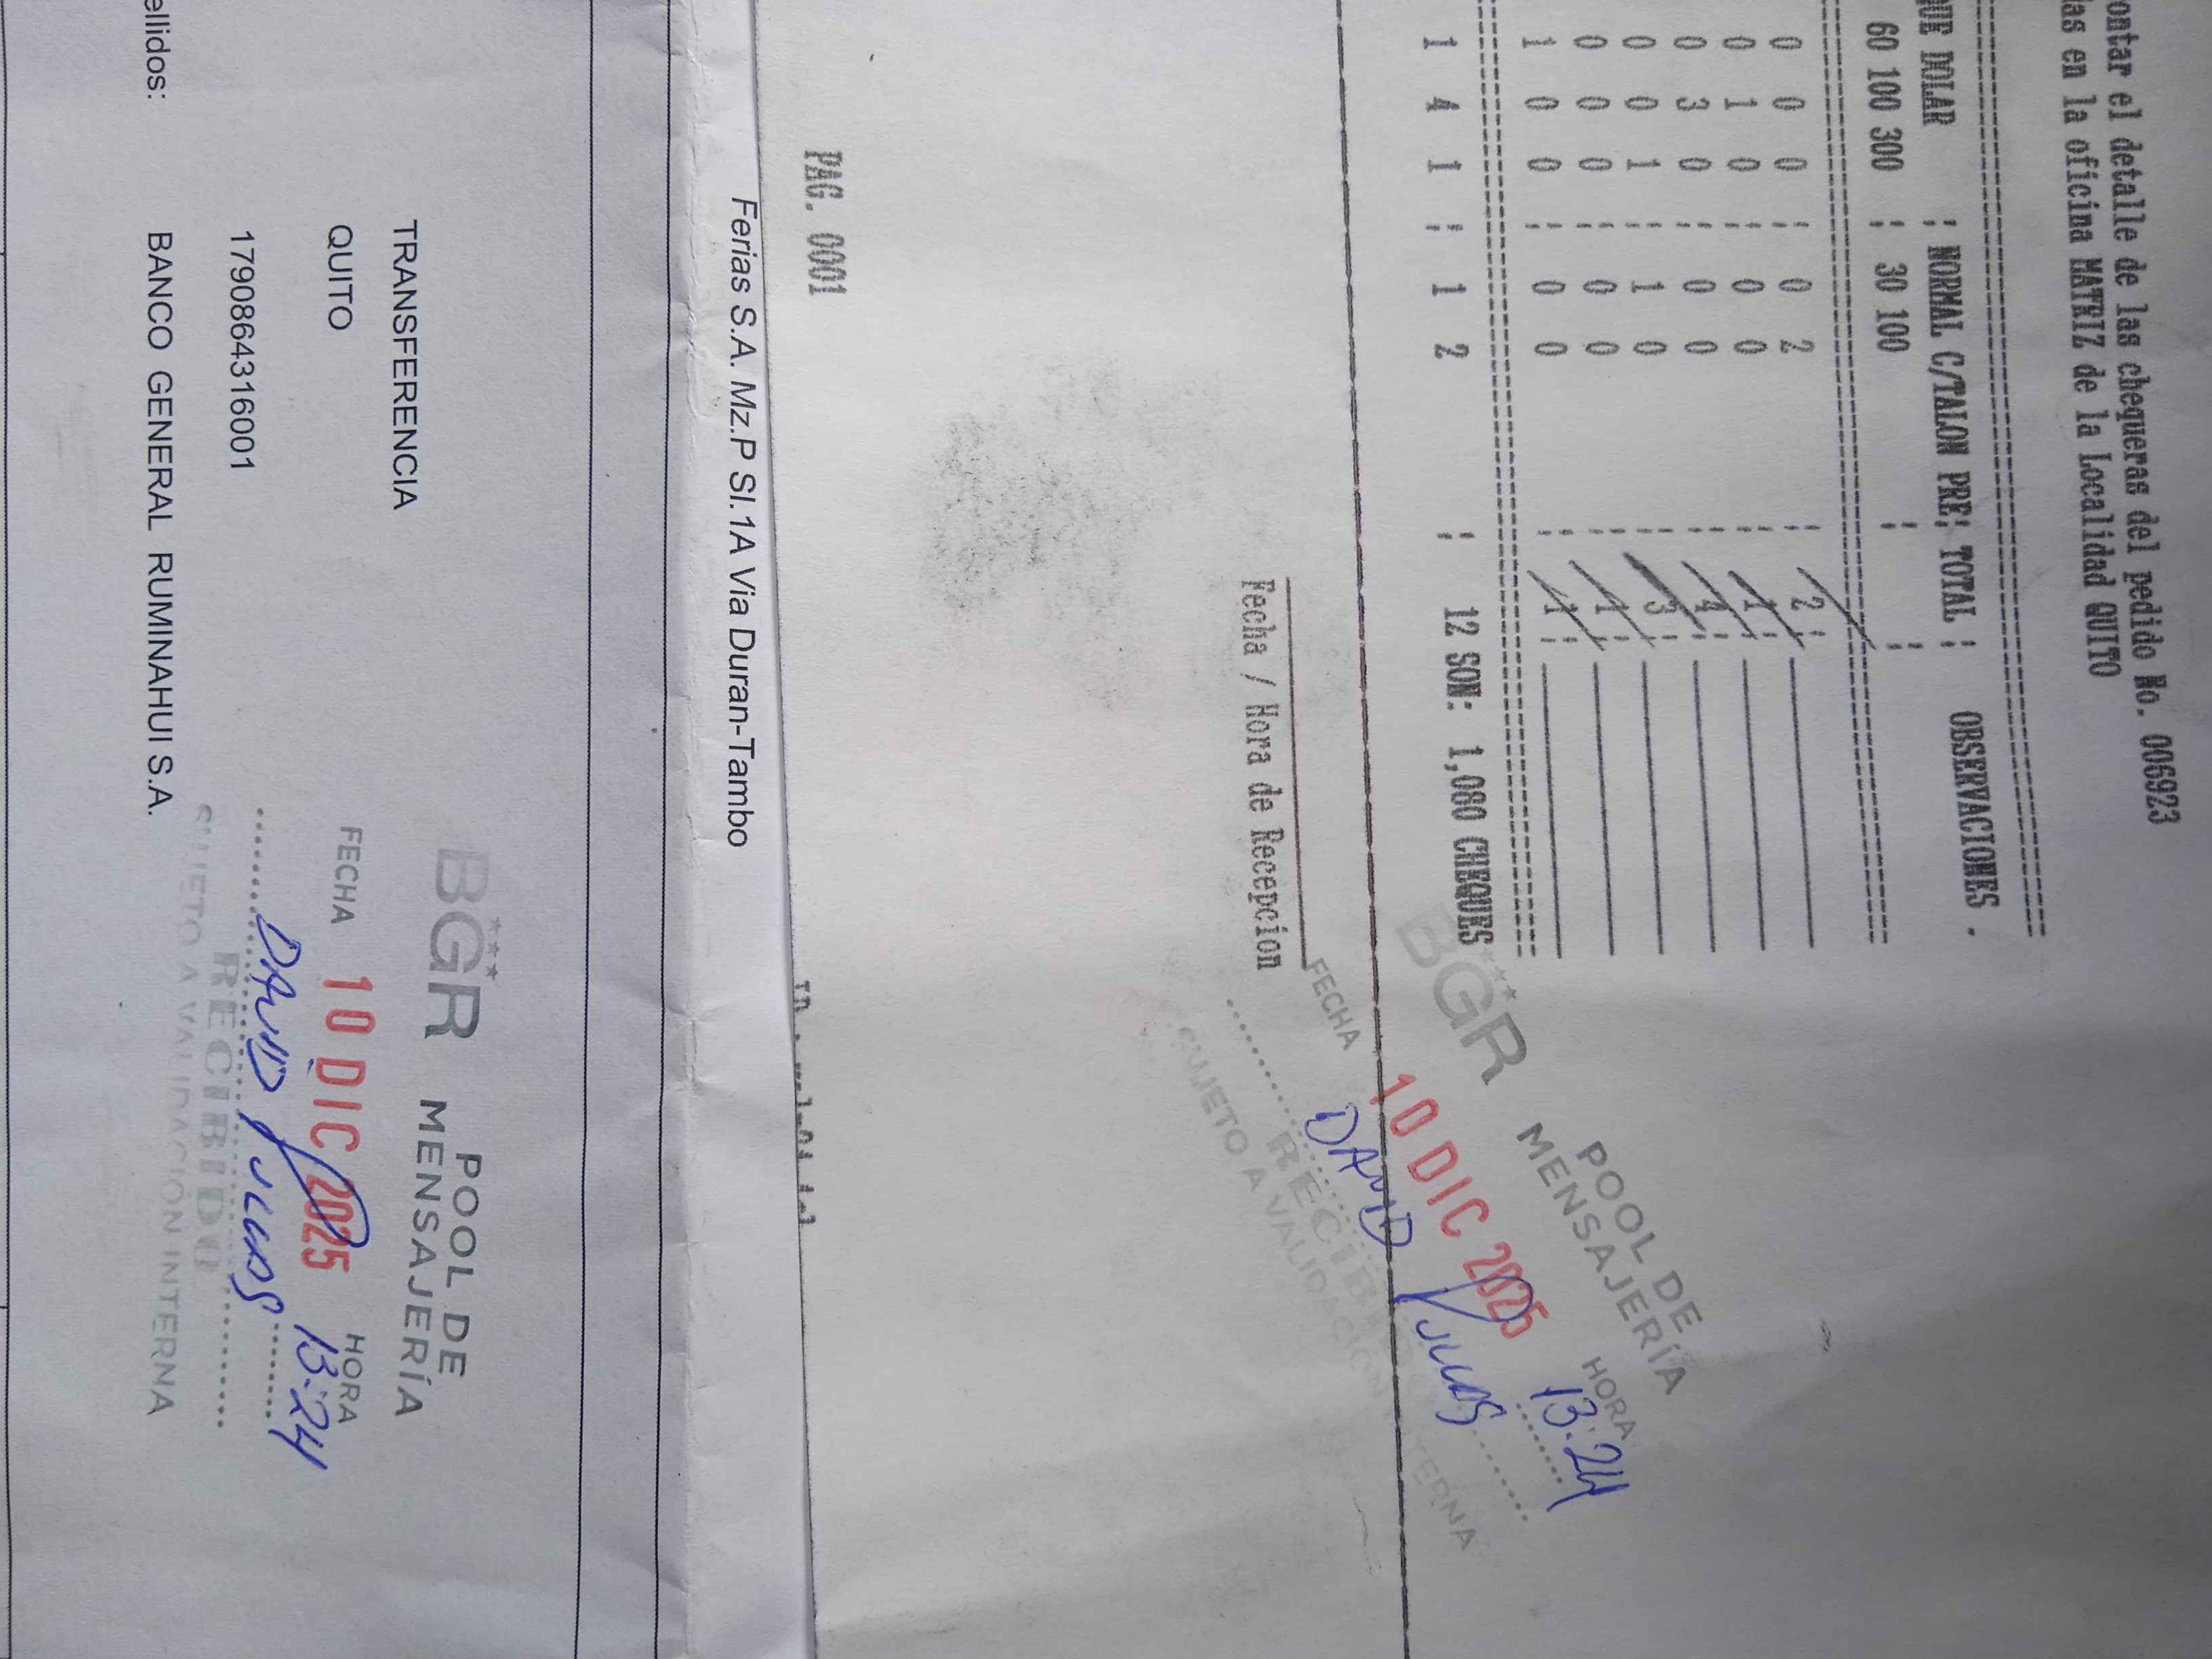 ontar el detalle de las chequeras del pedido No. 006923
las en la oficina MATRIZ de la Localidad QUITO
QUE DOLAR : NORMAL C/TALON PRE: TOTAL : OBSERVACIONES .
60 100 300 : 30 100 : :
0 0 0 : 0 2 : 2 :
0 1 0 : 0 0 : 1 :
0 3 0 : 0 0 : 4 :
0 0 1 : 1 0 : 3 :
0 0 0 : 0 0 : 1 :
1 0 0 : 0 0 : 1 :
1 4 1 : 1 2 : 12 SON: 1,080 CHEQUES
BGR POOL DE
MENSAJERÍA
FECHA 10 DIC 2025 HORA 13:24
DAVID
RECIBIDO
SUJETO A VALIDACIÓN INTERNA
Fecha / Hora de Recepcion
PAG. 0001
Ferias S.A. Mz.P Sl.1A Via Duran-Tambo
BGR POOL DE
MENSAJERÍA
TRANSFERENCIA
QUITO
FECHA 10 DIC 2025 HORA 13:24
1790864316001
DAVID
RECIBIDO
SUJETO A VALIDACIÓN INTERNA
ellidos: BANCO GENERAL RUMINAHUI S.A.